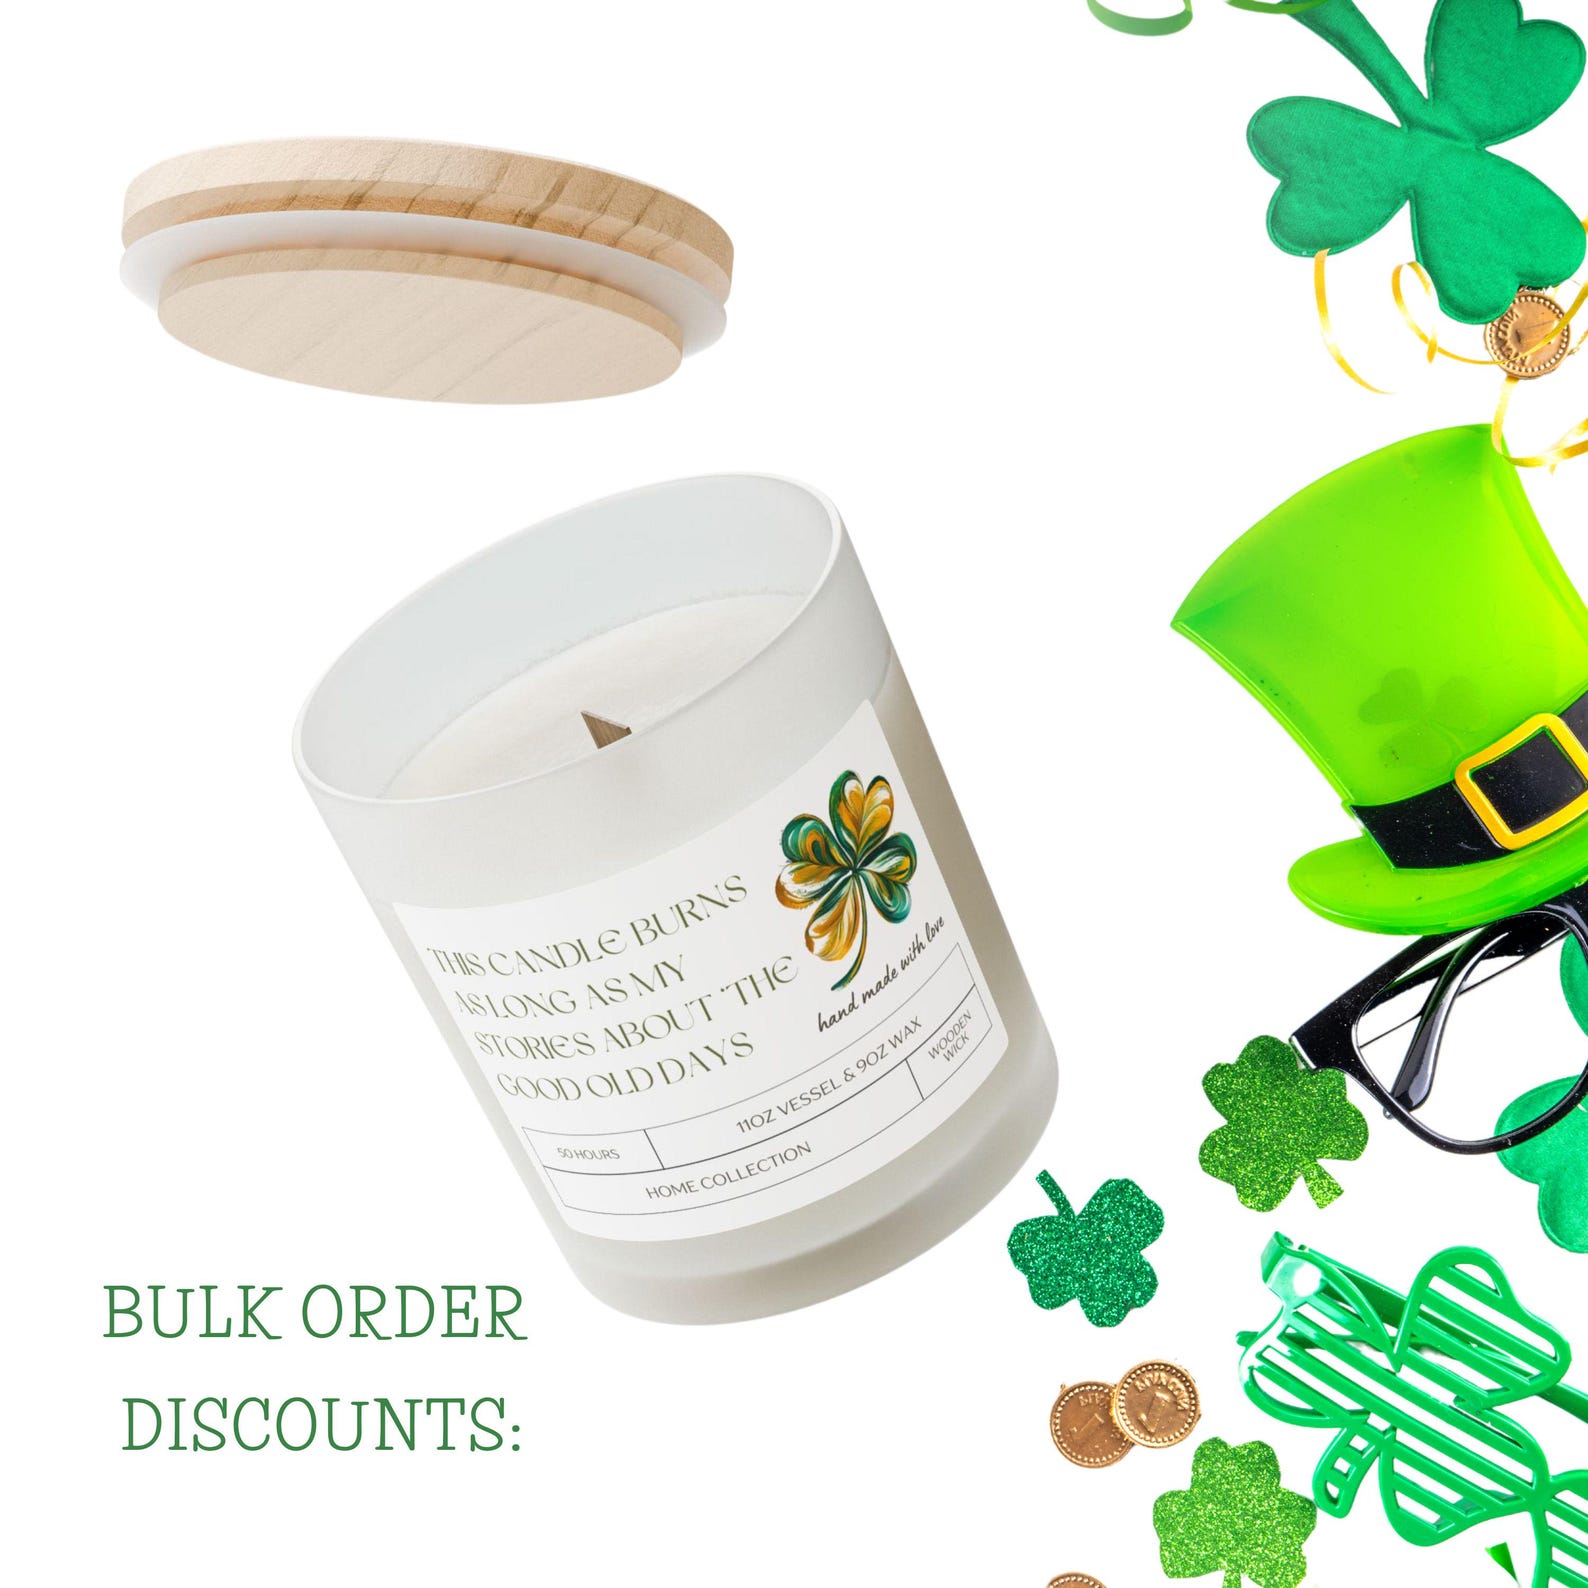 THIS CANDLE BURNS
AS LONG AS MY
STORIES ABOUT 'THE
GOOD OLD DAYS
hand made with love
50 HOURS
11OZ VESSEL & 9OZ WAX
WOODEN
WICK
HOME COLLECTION
BULK ORDER
DISCOUNTS: